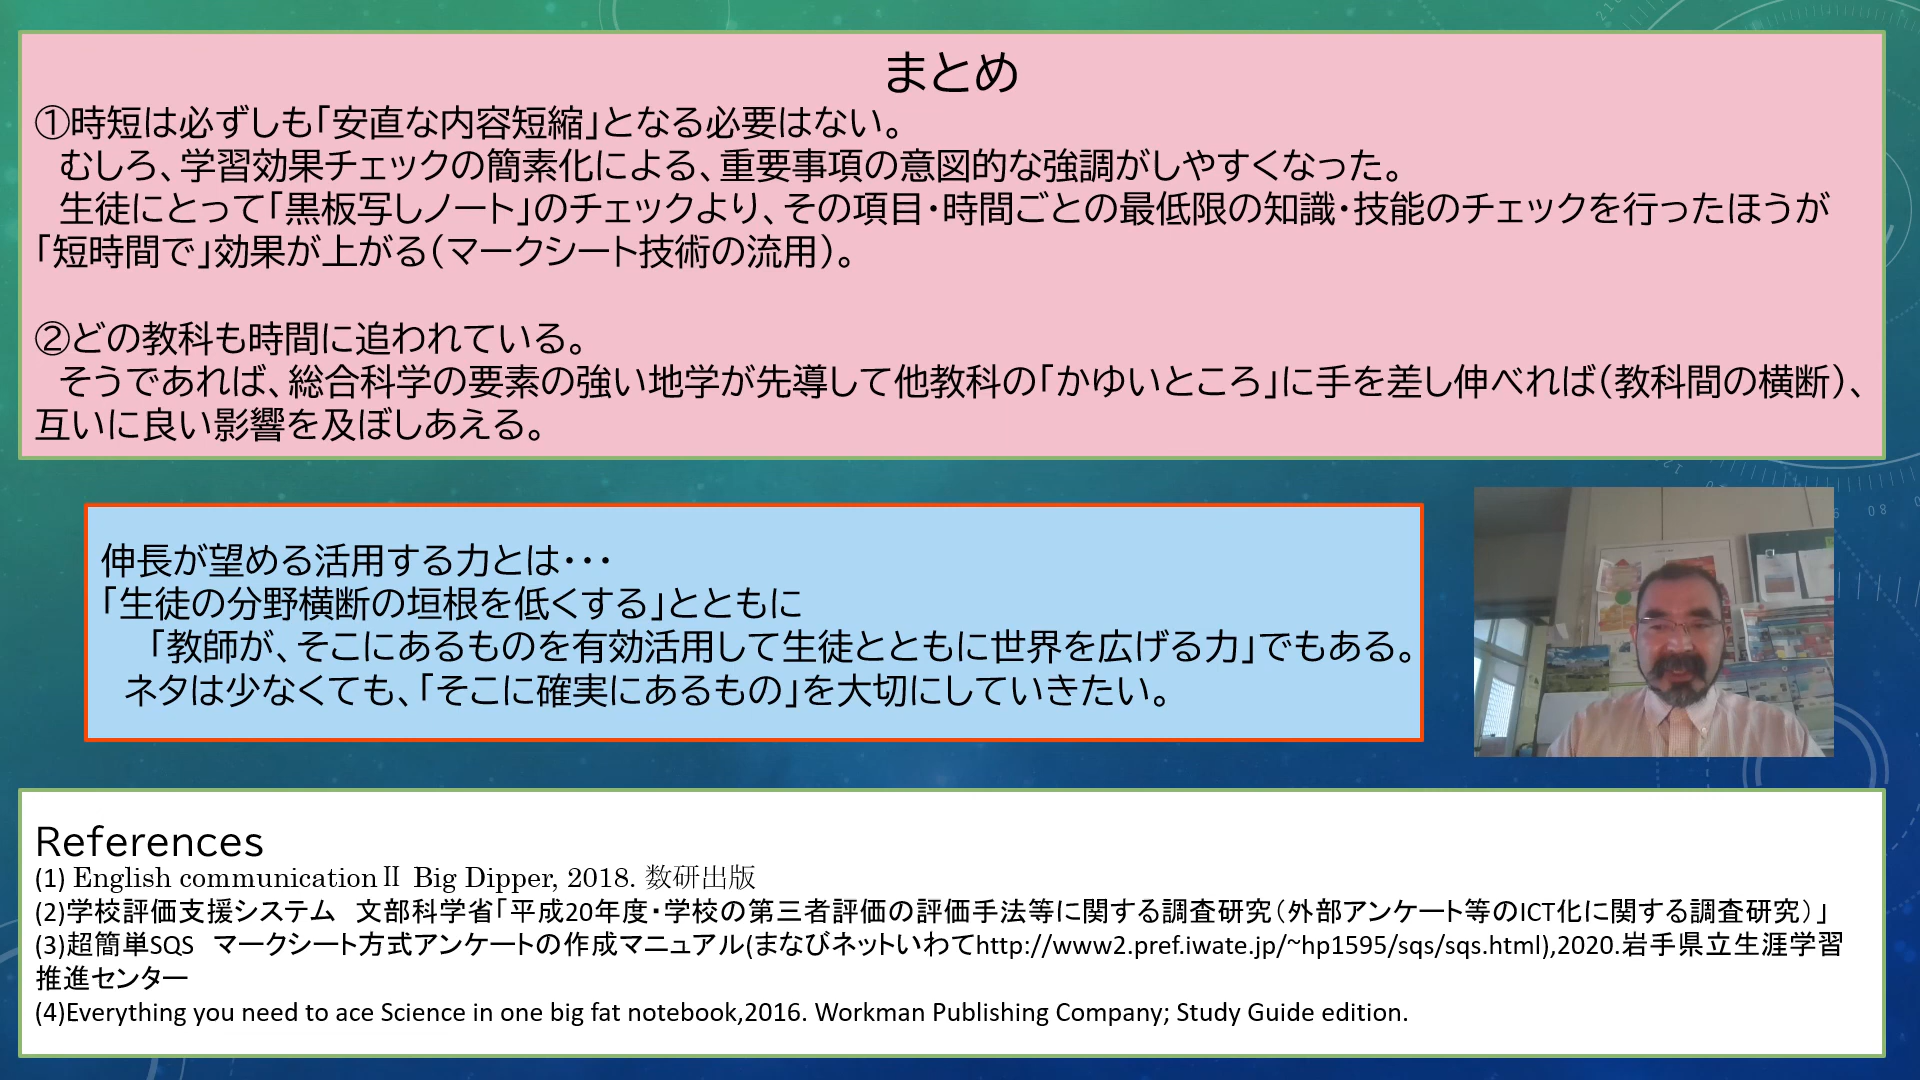 まとめ
①時短は必ずしも「安直な内容短縮」となる必要はない。
むしろ、学習効果チェックの簡素化による、重要事項の意図的な強調がしやすくなった。
生徒にとって「黒板写しノート」のチェックより、その項目・時間ごとの最低限の知識・技能のチェックを行ったほうが
「短時間で」効果が上がる（マークシート技術の流用）。
②どの教科も時間に追われている。
そうであれば、総合科学の要素の強い地学が先導して他教科の「かゆいところ」に手を差し伸べれば（教科間の横断）、
互いに良い影響を及ぼしあえる。
伸長が望める活用する力とは・・・
「生徒の分野横断の垣根を低くする」とともに
「教師が、そこにあるものを有効活用して生徒とともに世界を広げる力」でもある。
ネタは少なくても、「そこに確実にあるもの」を大切にしていきたい。
References
(1) English communicationⅡ Big Dipper, 2018. 数研出版
(2)学校評価支援システム　文部科学省「平成20年度・学校の第三者評価の評価手法等に関する調査研究（外部アンケート等のICT化に関する調査研究）」
(3)超簡単SQS　マークシート方式アンケートの作成マニュアル(まなびネットいわてhttp://www2.pref.iwate.jp/~hp1595/sqs/sqs.html),2020.岩手県立生涯学習
推進センター
(4)Everything you need to ace Science in one big fat notebook,2016. Workman Publishing Company; Study Guide edition.